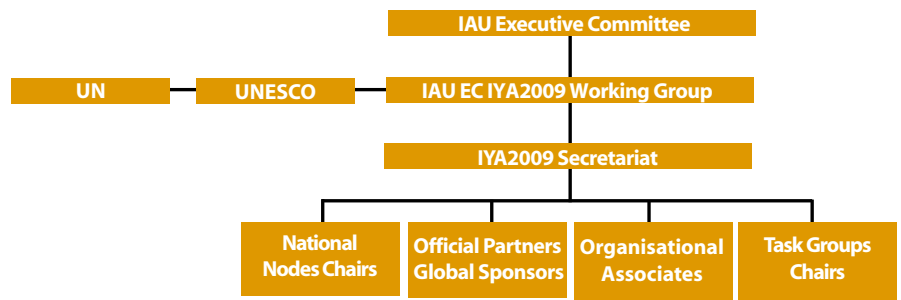 IAU Executive Committee
UN
UNESCO
IAU EC IYA2009 Working Group
IYA2009 Secretariat
National
Nodes Chairs
Official Partners
Global Sponsors
Organisational
Associates
Task Groups
Chairs